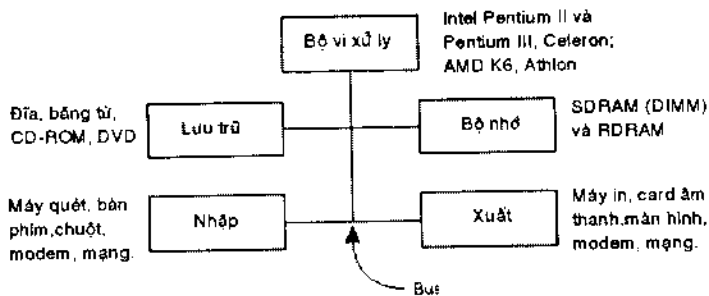 Bộ vi xử lý
Intel Pentium II và
Pentium III, Celeron;
AMD K6, Athlon
Đĩa, băng từ,
CD-ROM, DVD
Lưu trữ
Bộ nhớ
SDRAM (DIMM)
và RDRAM
Máy quét, bàn
phím,chuột,
modem, mạng.
Nhập
Xuất
Máy in, card âm
thanh,màn hình,
modem, mạng.
Bus